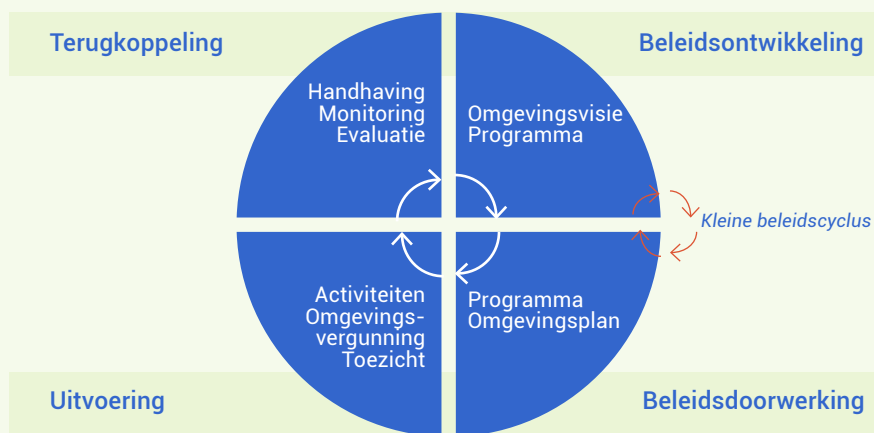 Terugkoppeling
Beleidsontwikkeling
Handhaving
Monitoring
Evaluatie
Omgevingsvisie
Programma
Kleine beleidscyclus
Activiteiten
Omgevings-
vergunning
Toezicht
Programma
Omgevingsplan
Uitvoering
Beleidsdoorwerking